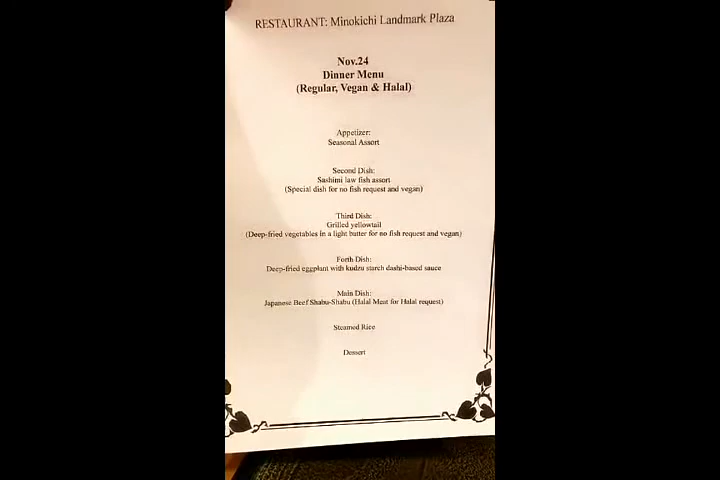 RESTAURANT: Minokichi Landmark Plaza
Nov.24
Dinner Menu
(Regular, Vegan & Halal)
Appetizer:
Seasonal Assort
Second Dish:
Sashimi law fish assort
(Special dish for no fish request and vegan)
Third Dish:
Grilled yellowtail
(Deep-fried vegetables in a light butter for no fish request and vegan)
Forth Dish:
Deep-fried eggplant with kudzu starch dashi-based sauce
Main Dish:
Japanese Beef Shabu-Shabu (Halal Meat for Halal request)
Steamed Rice
Dessert